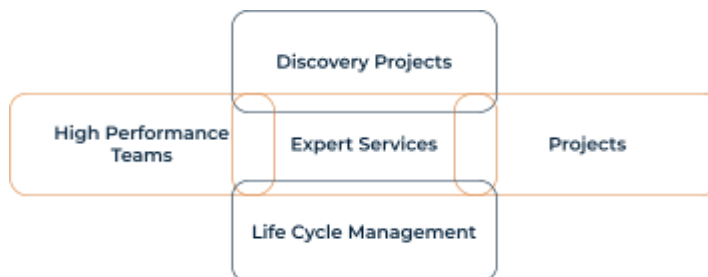 Discovery Projects
High Performance
Teams
Expert Services
Projects
Life Cycle Management